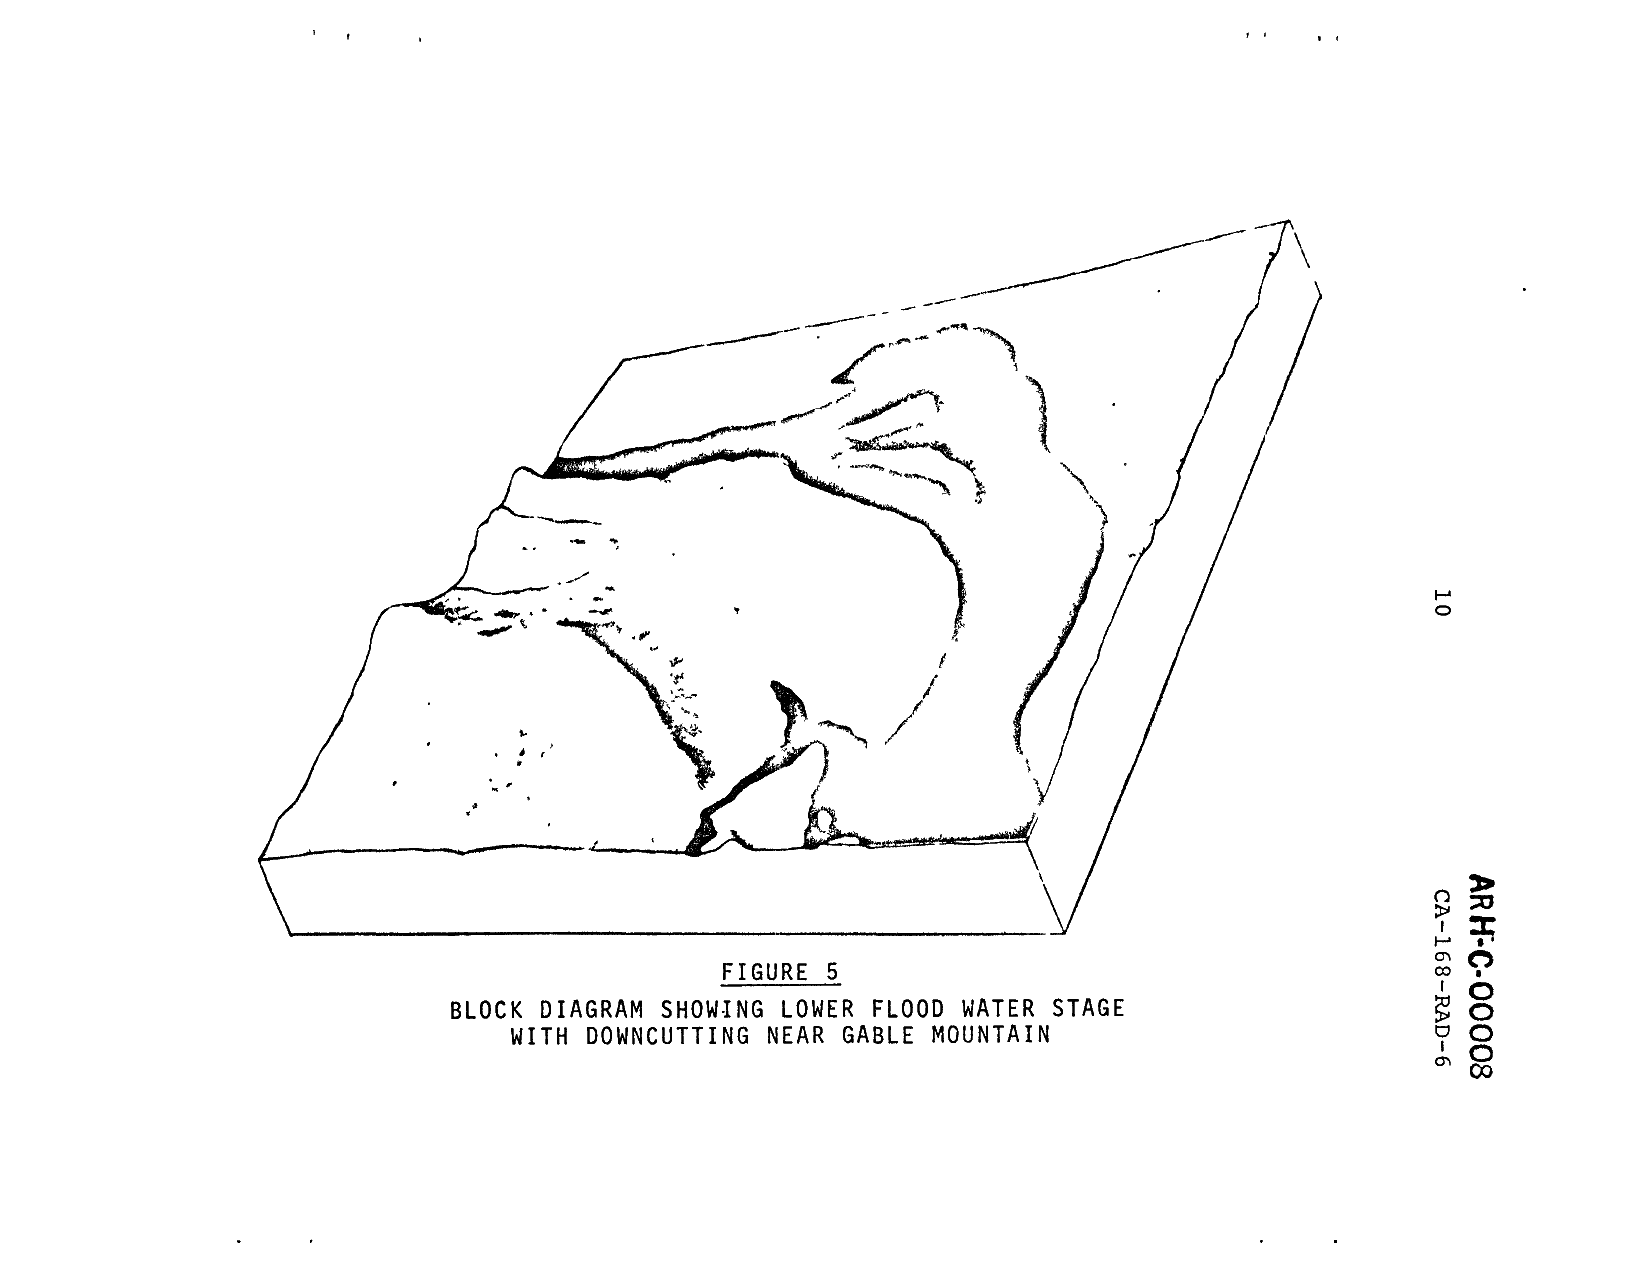 FIGURE 5
BLOCK DIAGRAM SHOWING LOWER FLOOD WATER STAGE
WITH DOWNCUTTING NEAR GABLE MOUNTAIN
10
ARH-C-00008
CA-168-RAD-6